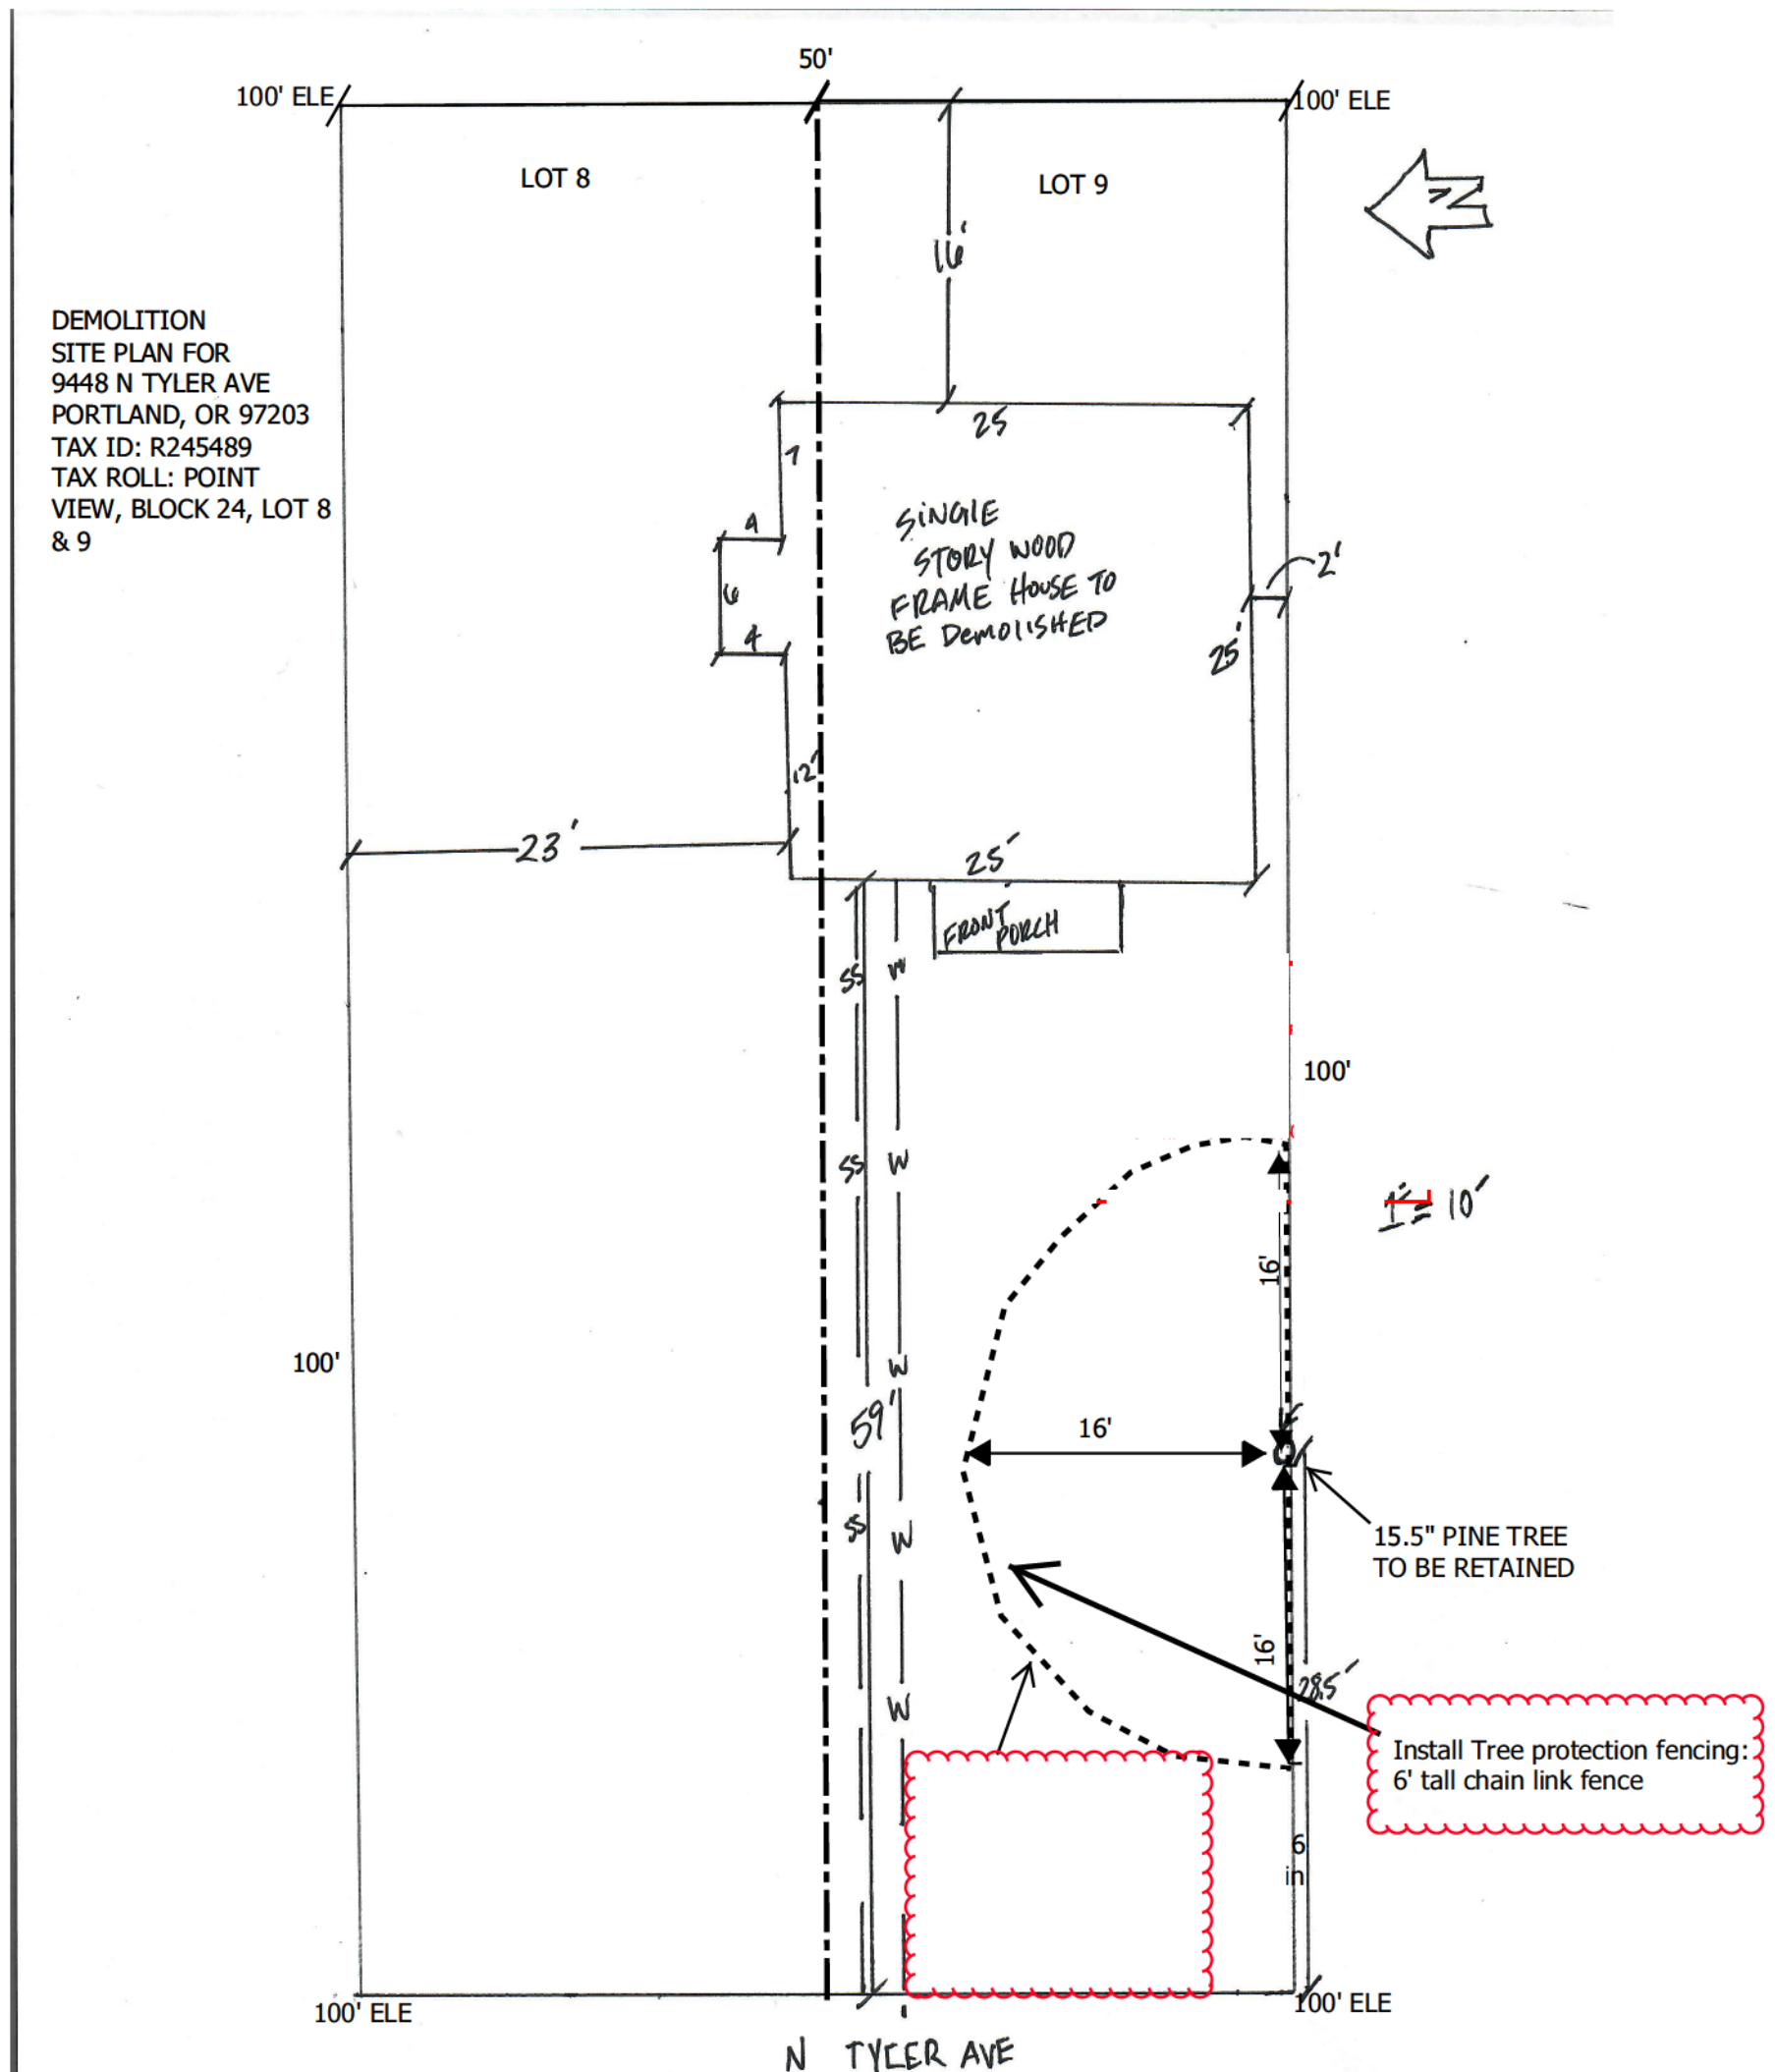 50'
100' ELE
100' ELE
LOT 8
LOT 9
N
16'
DEMOLITION
SITE PLAN FOR
9448 N TYLER AVE
PORTLAND, OR 97203
TAX ID: R245489
TAX ROLL: POINT
VIEW, BLOCK 24, LOT 8
& 9
25
7
4
6
4
SINGLE
STORY WOOD
FRAME HOUSE TO
BE DEMOLISHED
2'
25
12'
23'
25'
FRONT
PORCH
SS
W
100'
SS
W
1" = 10'
16'
100'
W
59'
16'
SS
W
15.5" PINE TREE
TO BE RETAINED
16'
28.5'
W
Install Tree protection fencing:
6' tall chain link fence
6
in
100' ELE
100' ELE
N TYLER AVE